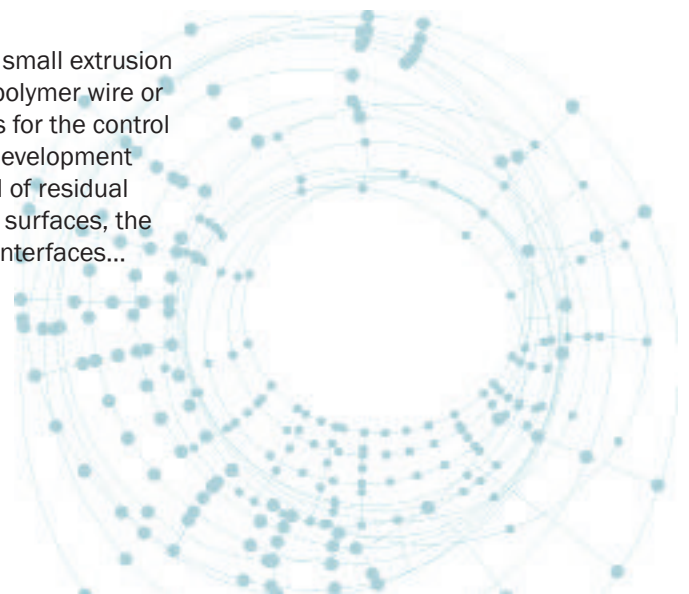 small extrusion
polymer wire or
s for the control
evelopment
l of residual
surfaces, the
nterfaces...